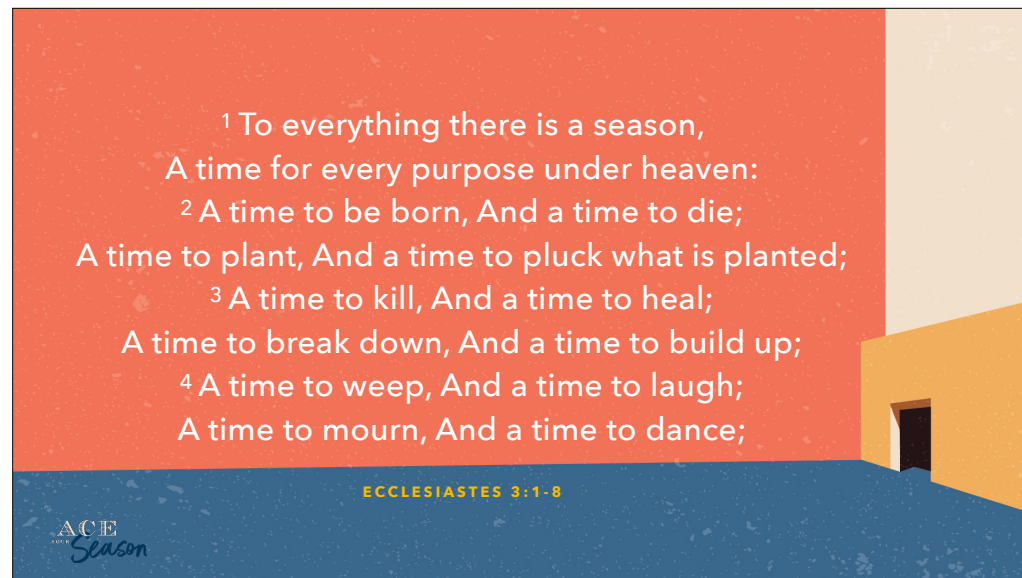 1 To everything there is a season,
A time for every purpose under heaven:
2 A time to be born, And a time to die;
A time to plant, And a time to pluck what is planted;
3 A time to kill, And a time to heal;
A time to break down, And a time to build up;
4 A time to weep, And a time to laugh;
A time to mourn, And a time to dance;
ECCLESIASTES 3:1-8
ACE
YOUR
Season